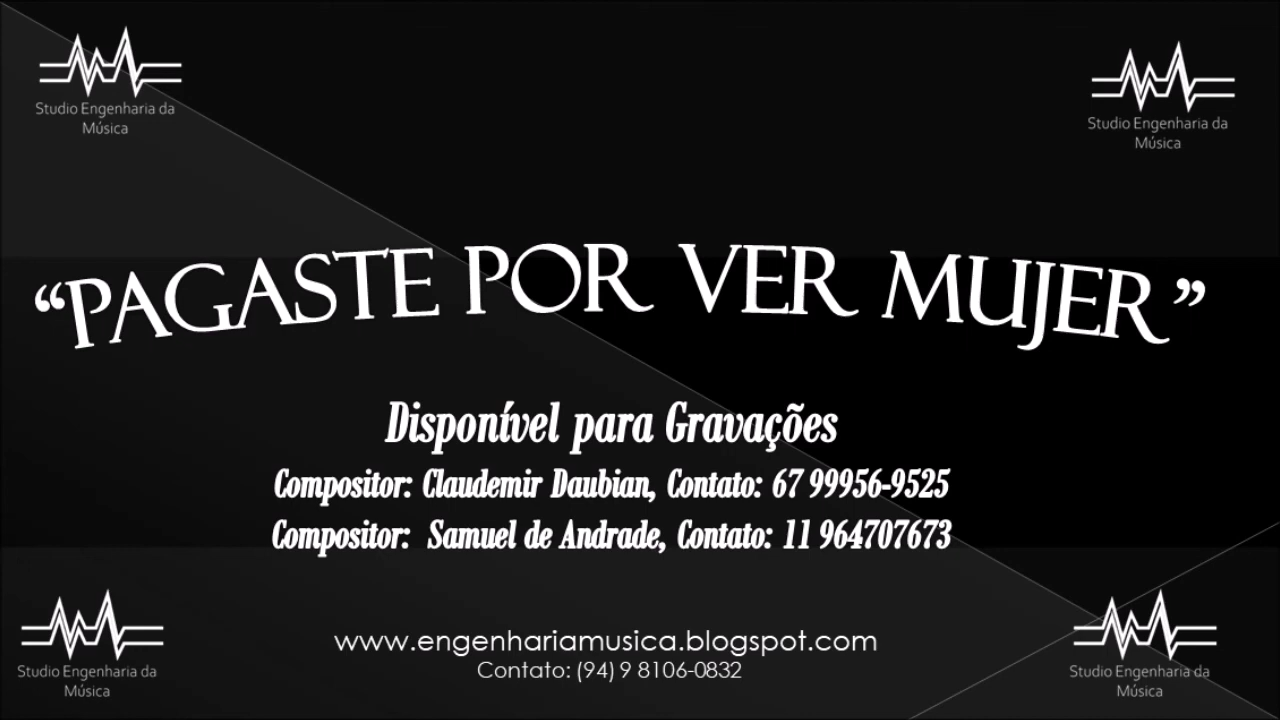 Studio Engenharia da
Música
Studio Engenharia da
Música
“PAGASTE POR VER MUJER”
Disponível para Gravações
Compositor: Claudemir Daubian, Contato: 67 99956-9525
Compositor: Samuel de Andrade, Contato: 11 964707673
www.engenhariamusica.blogspot.com
Contato: (94) 9 8106-0832
Studio Engenharia da
Música
Studio Engenharia da
Música